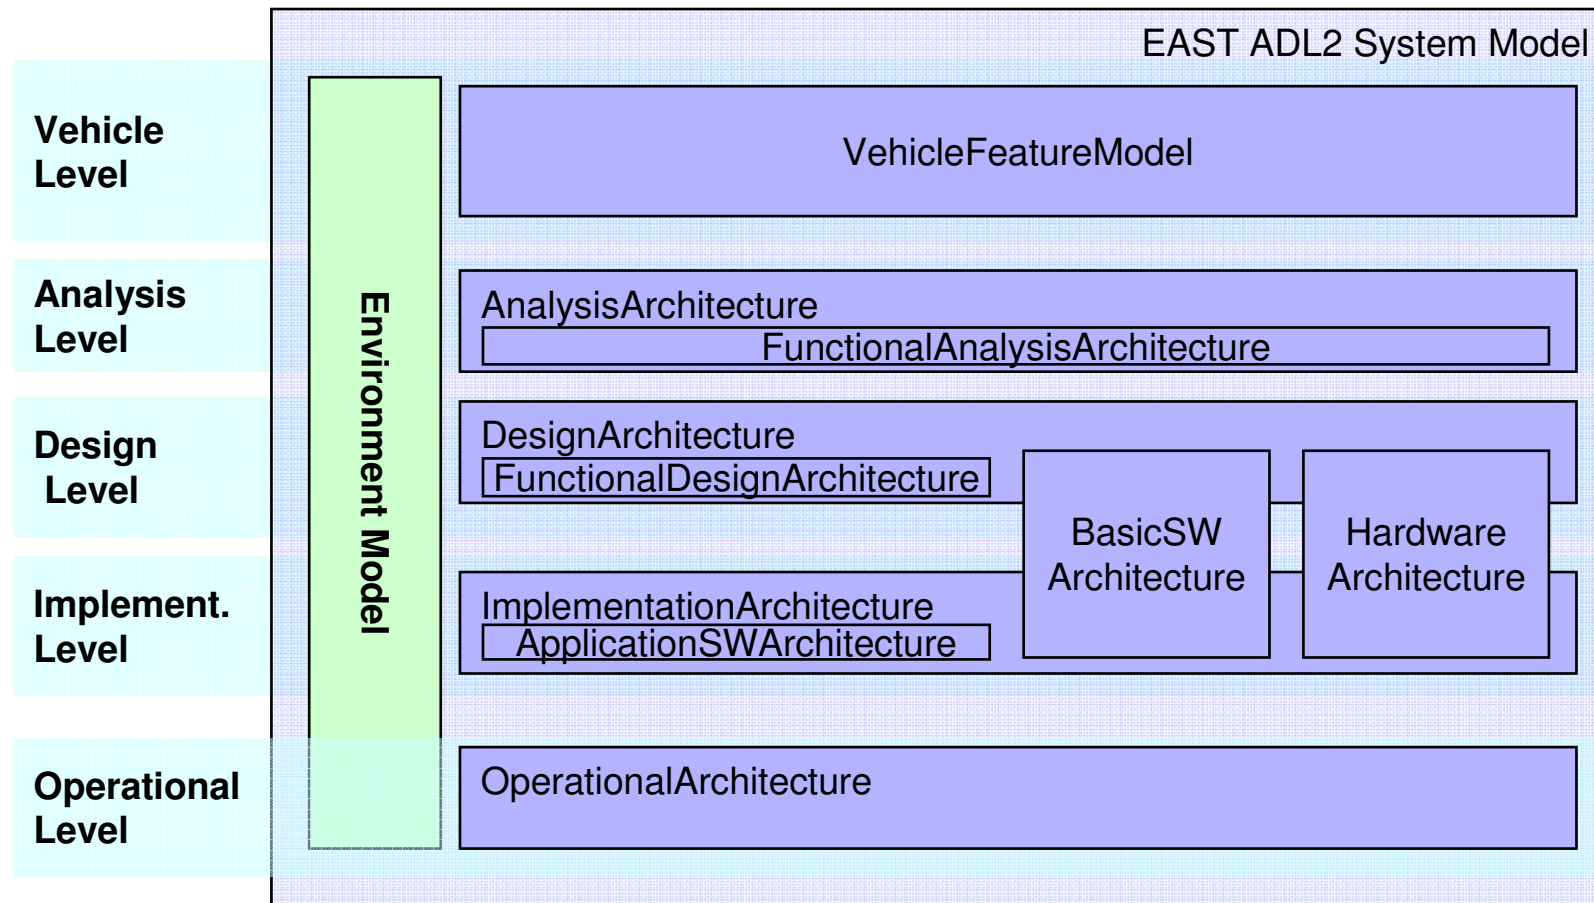 EAST ADL2 System Model
Vehicle
Level
VehicleFeatureModel
Environment Model
Analysis
Level
AnalysisArchitecture
FunctionalAnalysisArchitecture
Design
Level
DesignArchitecture
FunctionalDesignArchitecture
BasicSW
Architecture
Hardware
Architecture
Implement.
Level
ImplementationArchitecture
ApplicationSWArchitecture
Operational
Level
OperationalArchitecture